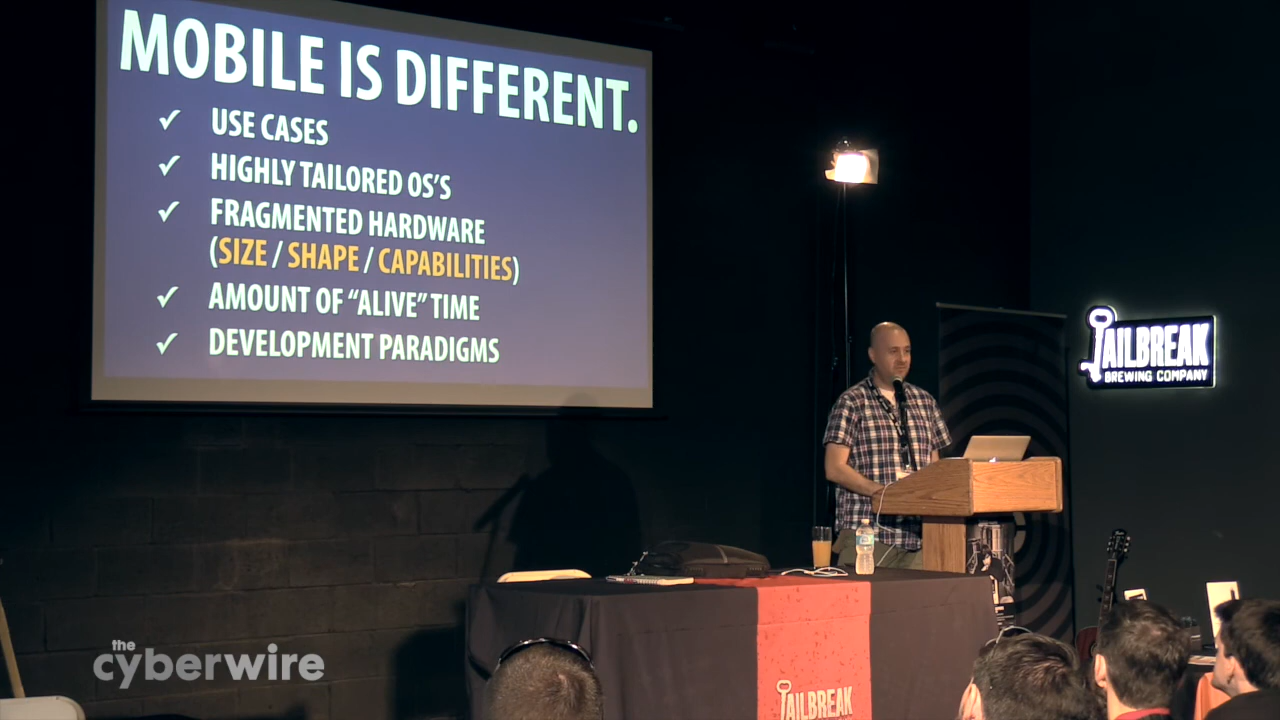 MOBILE IS DIFFERENT.
✓ USE CASES
✓ HIGHLY TAILORED OS'S
✓ FRAGMENTED HARDWARE
(SIZE / SHAPE / CAPABILITIES)
✓ AMOUNT OF “ALIVE” TIME
✓ DEVELOPMENT PARADIGMS
JAILBREAK
BREWING COMPANY
the
cyberwire
JAILBREAK